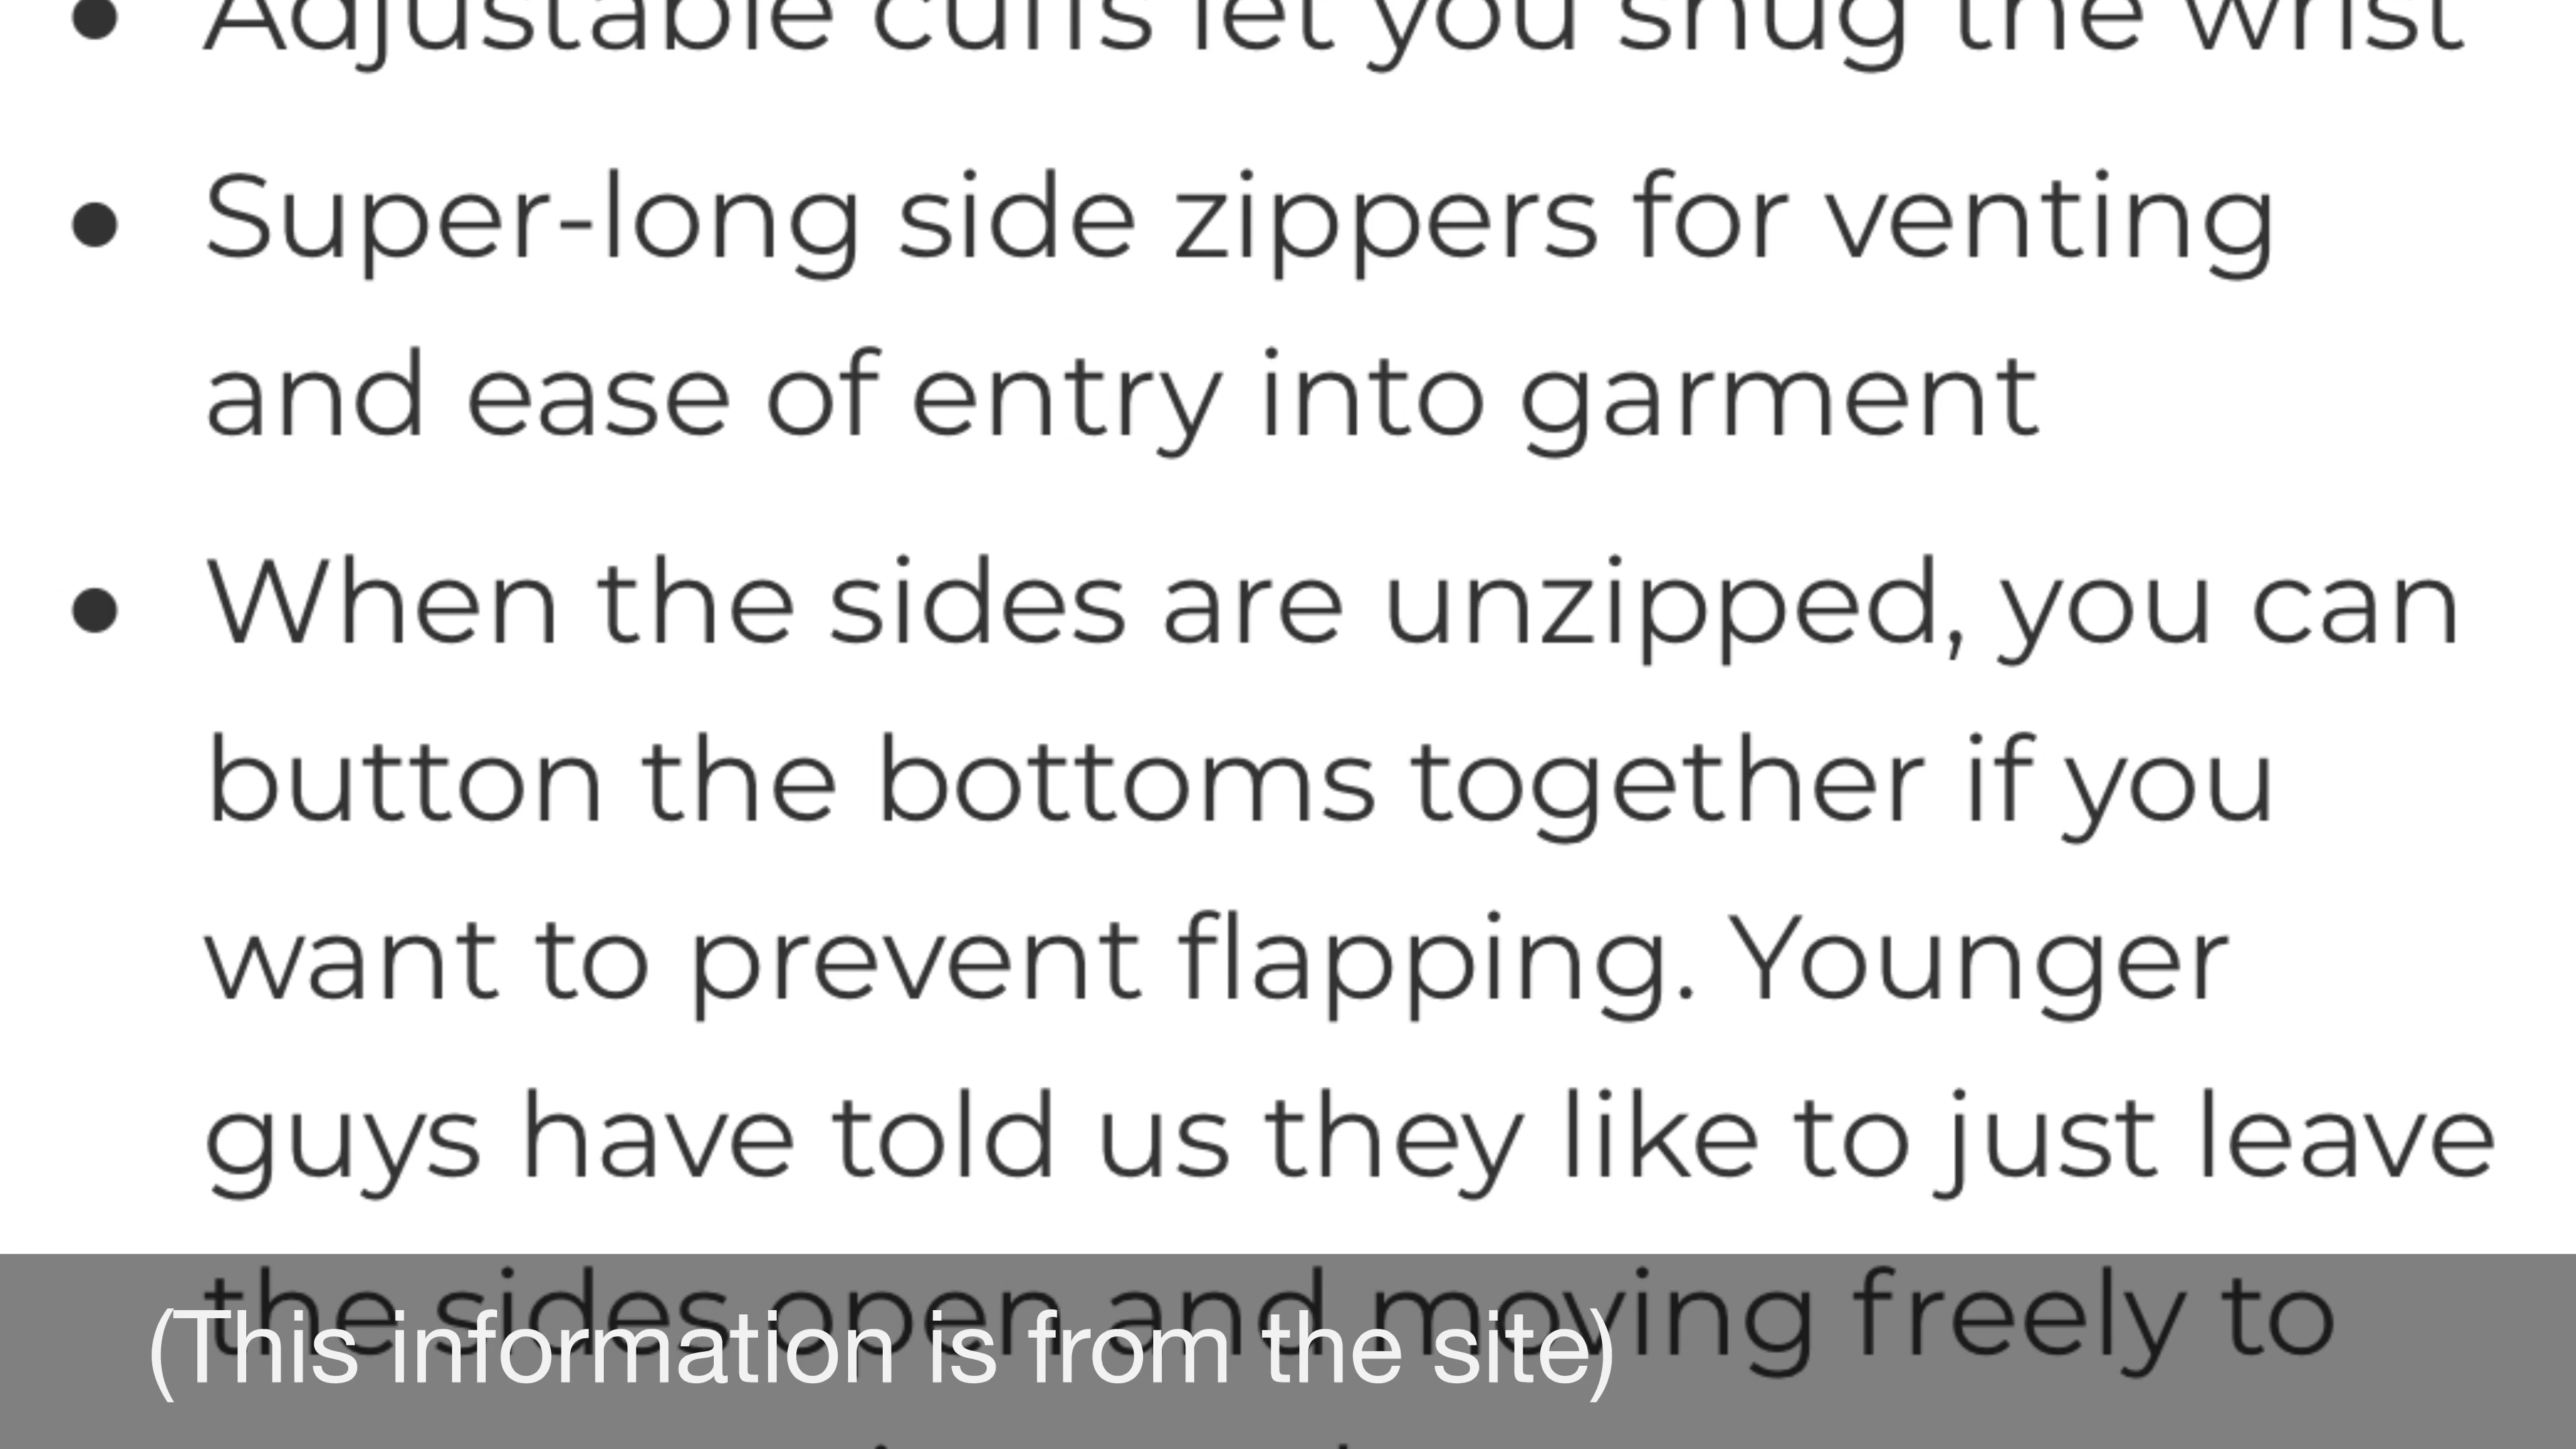 • Adjustable cuffs let you snug the wrist
• Super-long side zippers for venting
and ease of entry into garment
• When the sides are unzipped, you can
button the bottoms together if you
want to prevent flapping. Younger
guys have told us they like to just leave
the sides open and moving freely to
(This information is from the site)